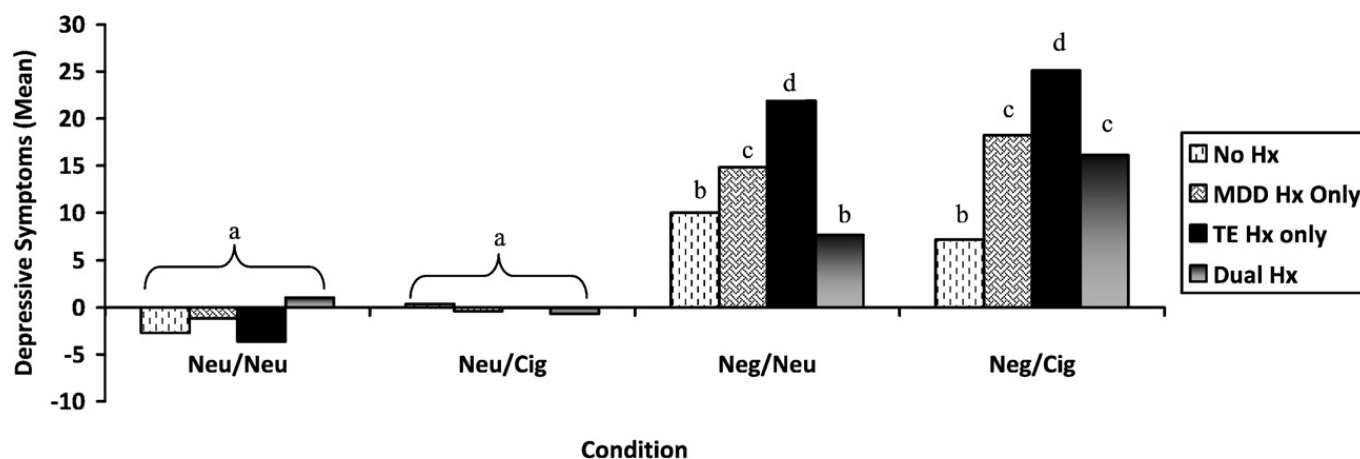 30
25
20
15
10
5
0
-5
-10
Depressive Symptoms (Mean)
a
a
b
c
d
b
b
c
d
c
Neu/Neu
Neu/Cig
Neg/Neu
Neg/Cig
Condition
No Hx
MDD Hx Only
TE Hx only
Dual Hx